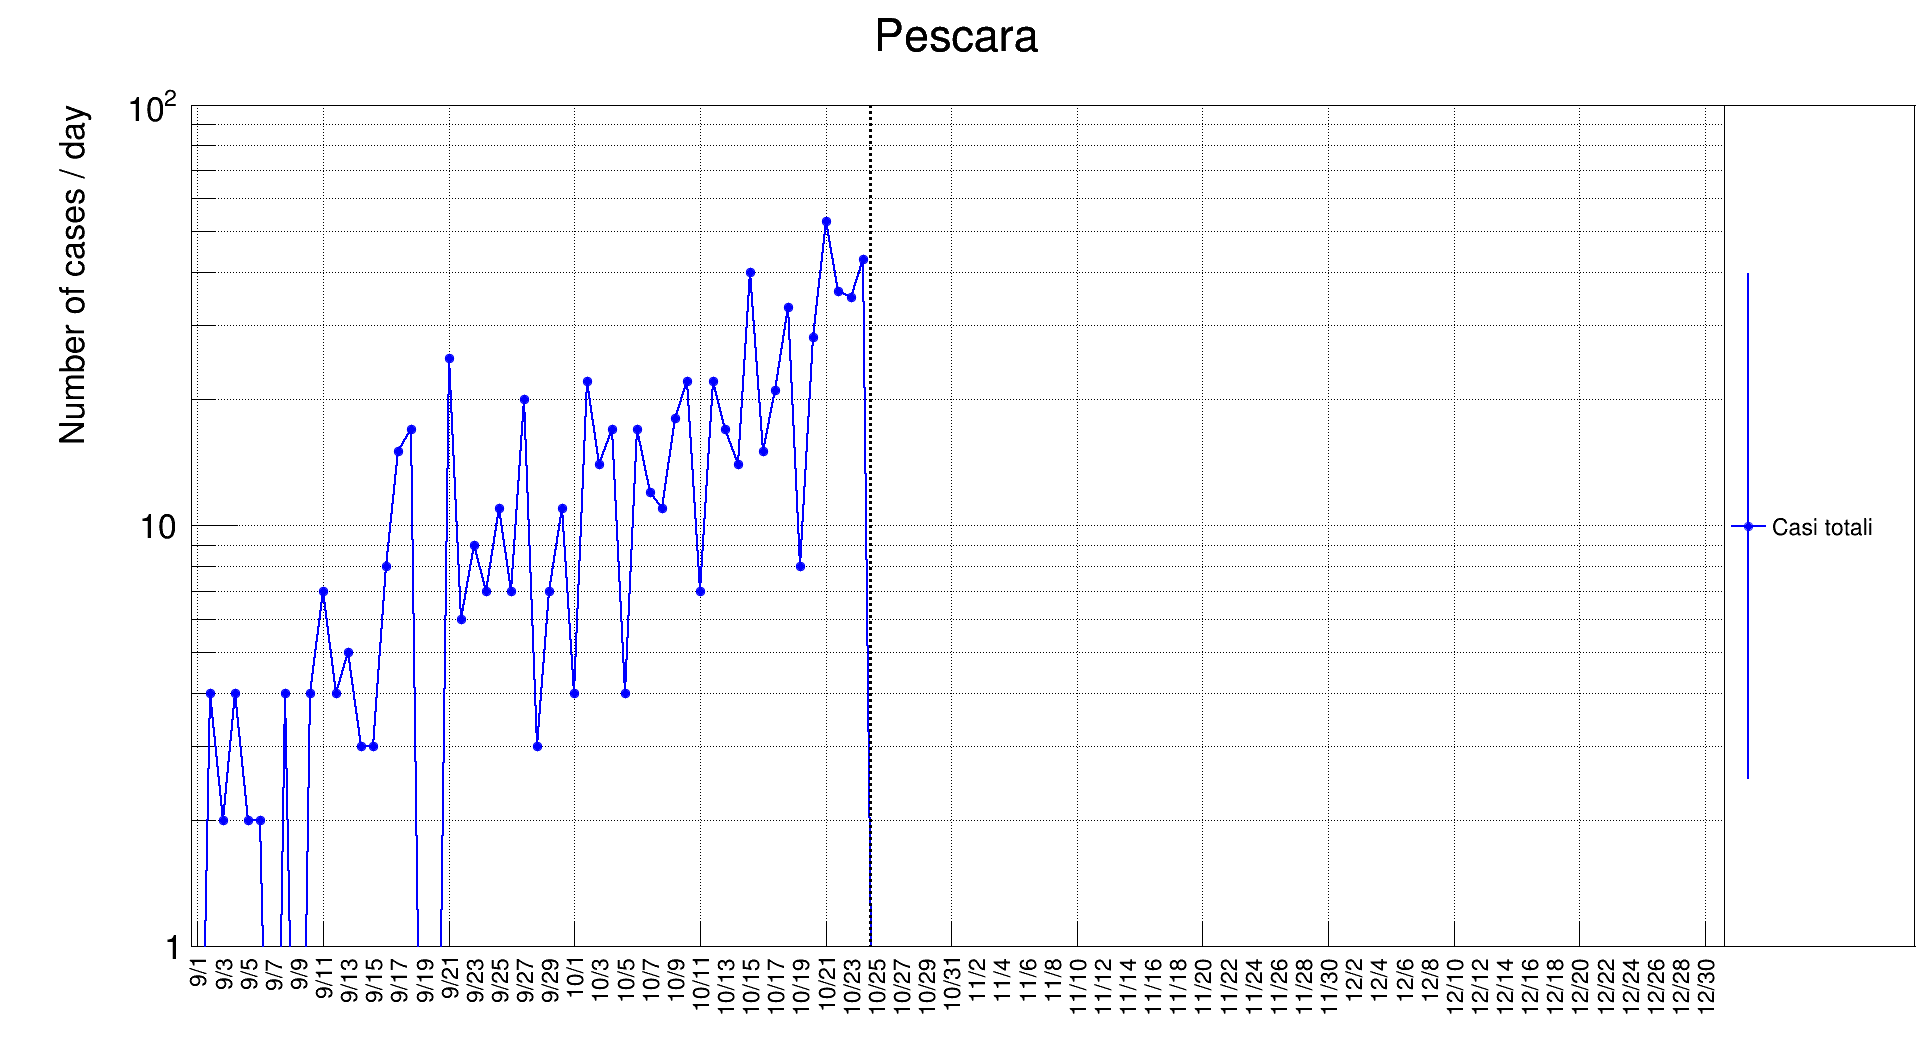 Pescara
Number of cases / day
10²
10
1
9/1 9/3 9/5 9/7 9/9 9/11 9/13 9/15 9/17 9/19 9/21 9/23 9/25 9/27 9/29 10/1 10/3 10/5 10/7 10/9 10/11 10/13 10/15 10/17 10/19 10/21 10/23 10/25 10/27 10/29 10/31 11/2 11/4 11/6 11/8 11/10 11/12 11/14 11/16 11/18 11/20 11/22 11/24 11/26 11/28 11/30 12/2 12/4 12/6 12/8 12/10 12/12 12/14 12/16 12/18 12/20 12/22 12/24 12/26 12/28 12/30
Casi totali